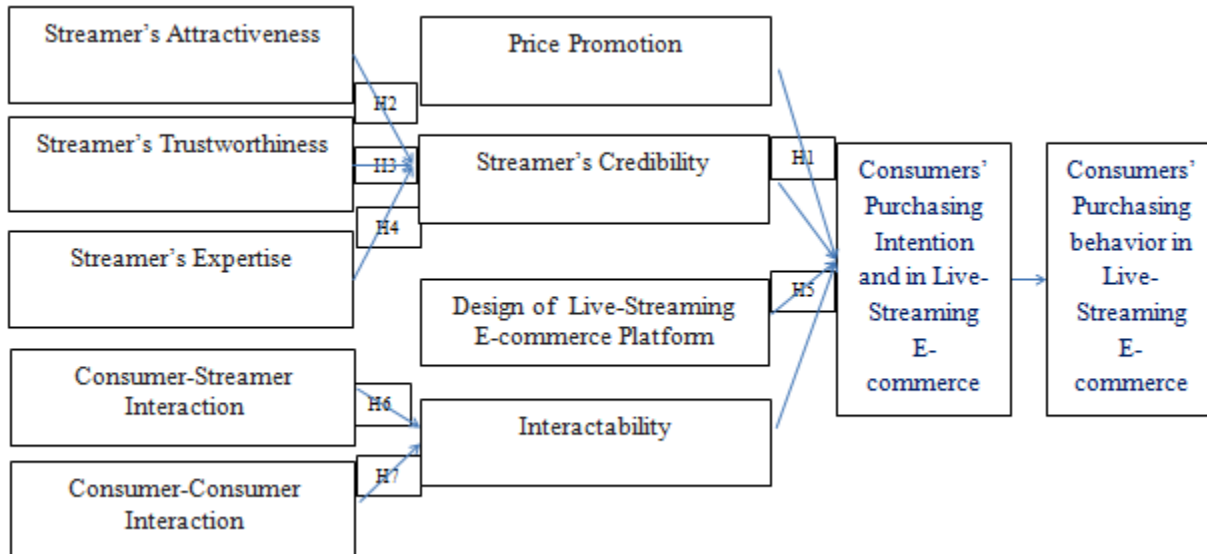 Streamer’s Attractiveness
Price Promotion
H2
Streamer’s Trustworthiness
H3
Streamer’s Credibility
H1
H4
Streamer’s Expertise
Consumers’
Purchasing
Intention
and in Live-
Streaming
E-
commerce
Consumers’
Purchasing
behavior in
Live-
Streaming
E-
commerce
Design of Live-Streaming
E-commerce Platform
H5
Consumer-Streamer
Interaction
H6
Interactability
H7
Consumer-Consumer
Interaction